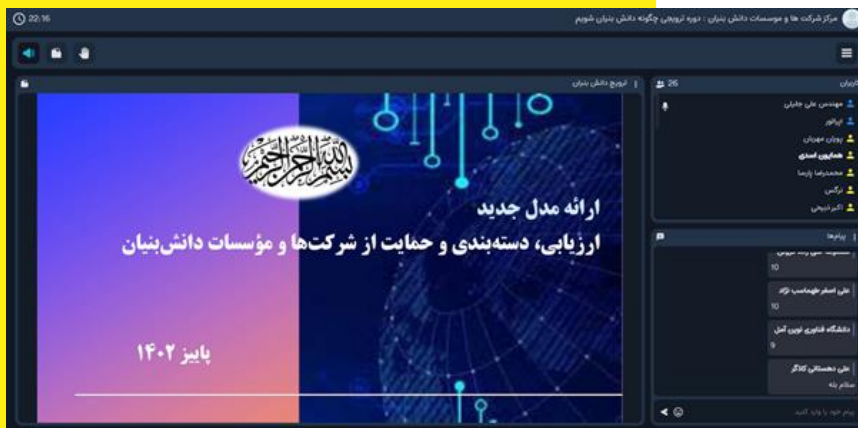 مرکز شرکت ها و موسسات دانش بنیان : دوره ترویجی چگونه دانش بنیان شویم
22:16
کاربران
26
مهندس علی جلیلی
اپراتور
پویان مهربان
همایون اسدی
محمدرضا پارسا
نرگس
اکبر ذبیحی
ترویج دانش بنیان
بسم الله الرحمن الرحیم
ارائه مدل جدید
ارزیابی، دسته‌بندی و حمایت از شرکت‌ها و مؤسسات دانش‌بنیان
پاییز ۱۴۰۲
پیام‌ها
10
علی اصغر طهماسب نژاد
10
دانشگاه فناوری نوین آمل
9
علی دهستانی کلاگر
سلام بله
پیام خود را وارد کنید